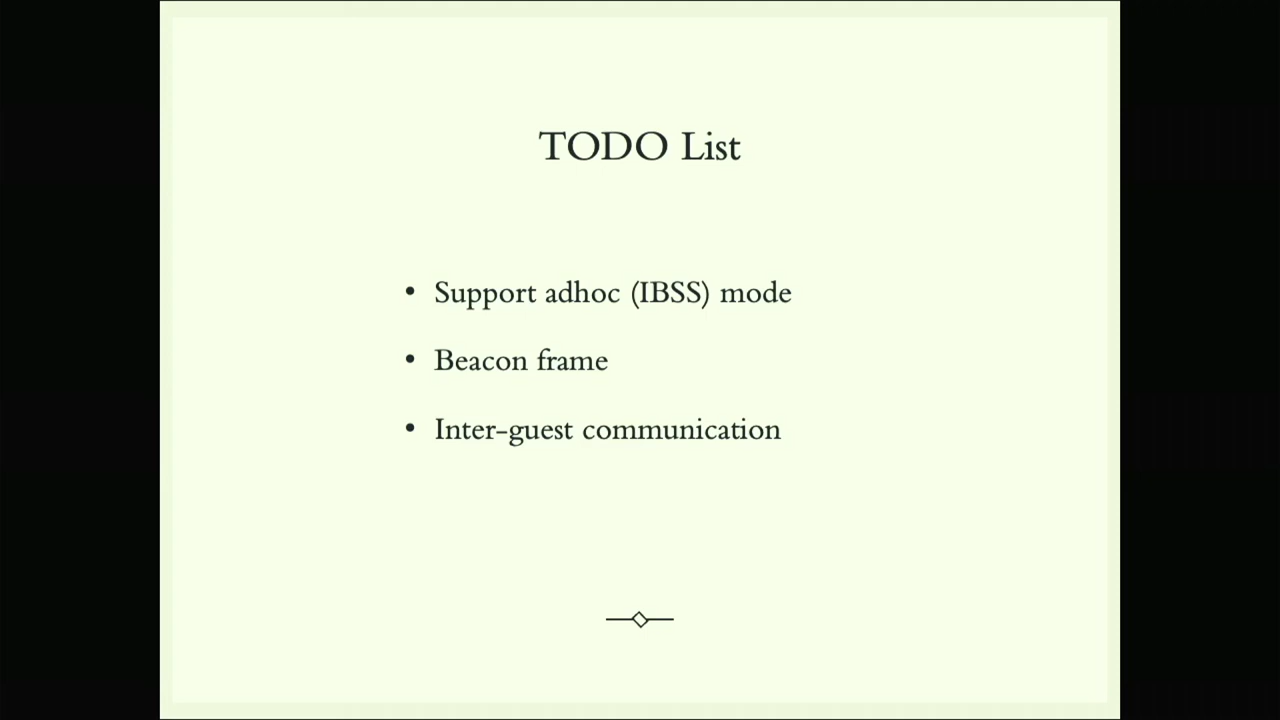 TODO List
• Support adhoc (IBSS) mode
• Beacon frame
• Inter-guest communication